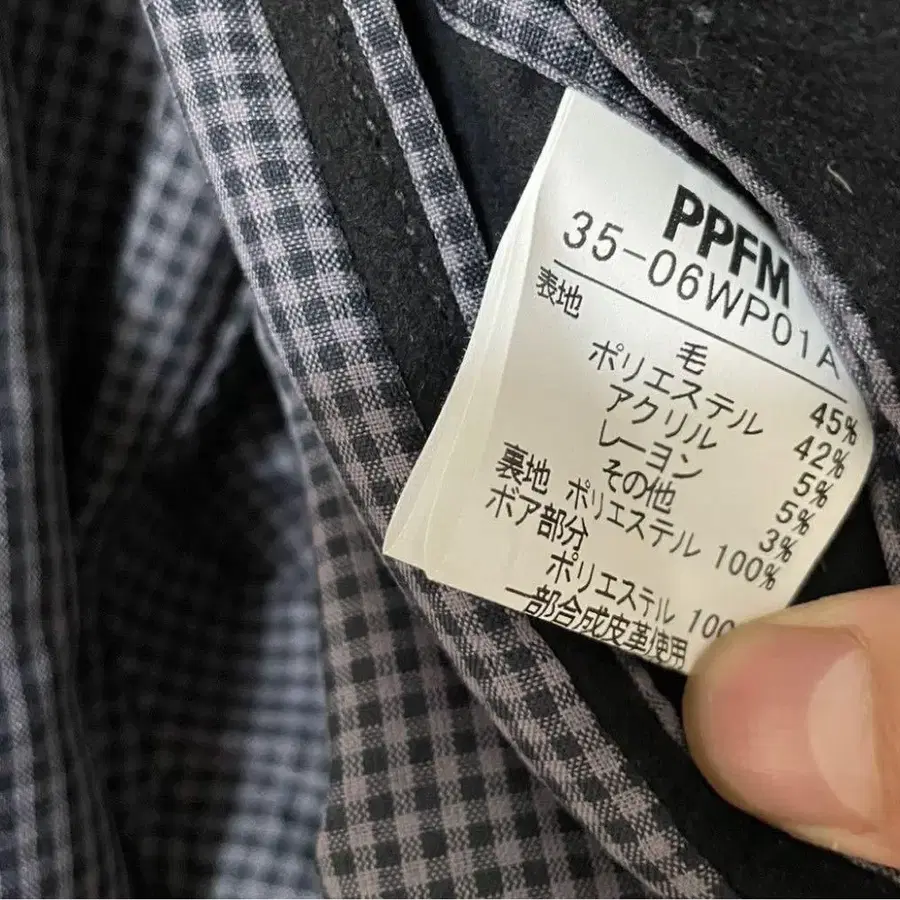 PPFM
35-06WP01A
表地
毛 45%
ポリエステル 42%
アクリル 5%
レーヨン 5%
その他 3%
裏地 ポリエステル 100%
ボア部分
ポリエステル 100
一部合成皮革使用